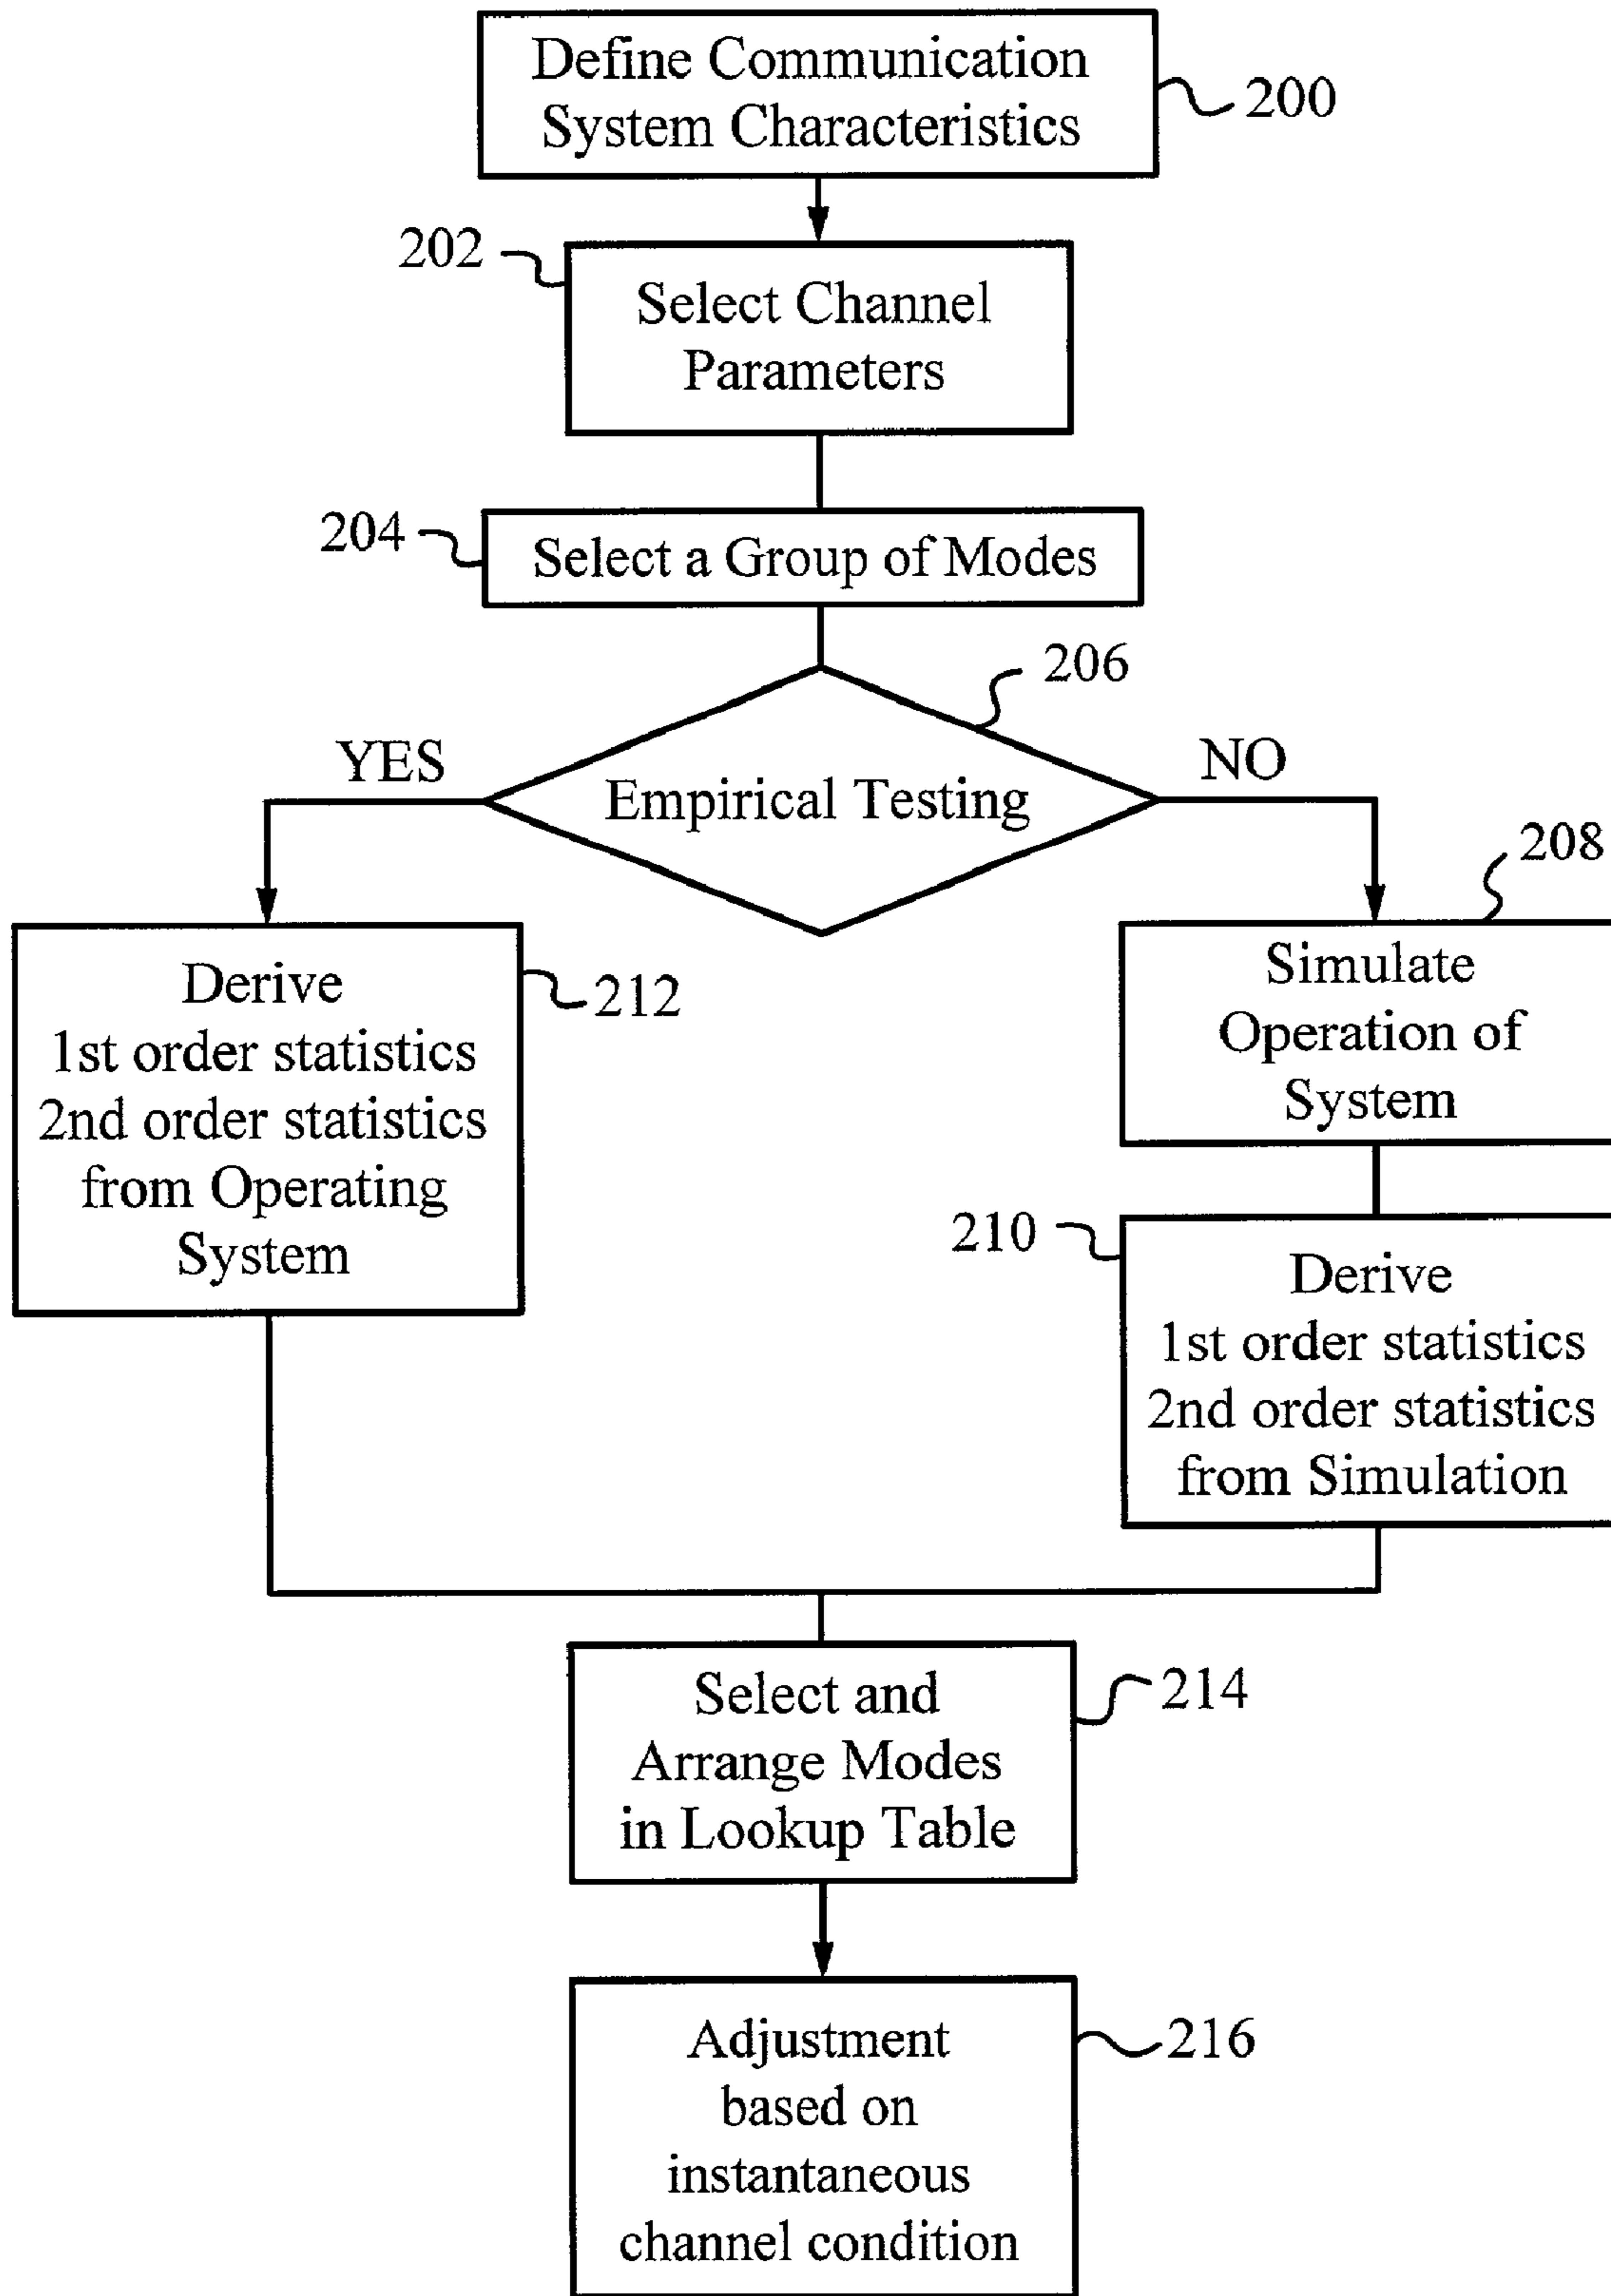 Define Communication
System Characteristics
200
202
Select Channel
Parameters
204
Select a Group of Modes
206
YES
Empirical Testing
NO
208
Derive
1st order statistics
2nd order statistics
from Operating
System
212
Simulate
Operation of
System
210
Derive
1st order statistics
2nd order statistics
from Simulation
Select and
Arrange Modes
in Lookup Table
214
Adjustment
based on
instantaneous
channel condition
216